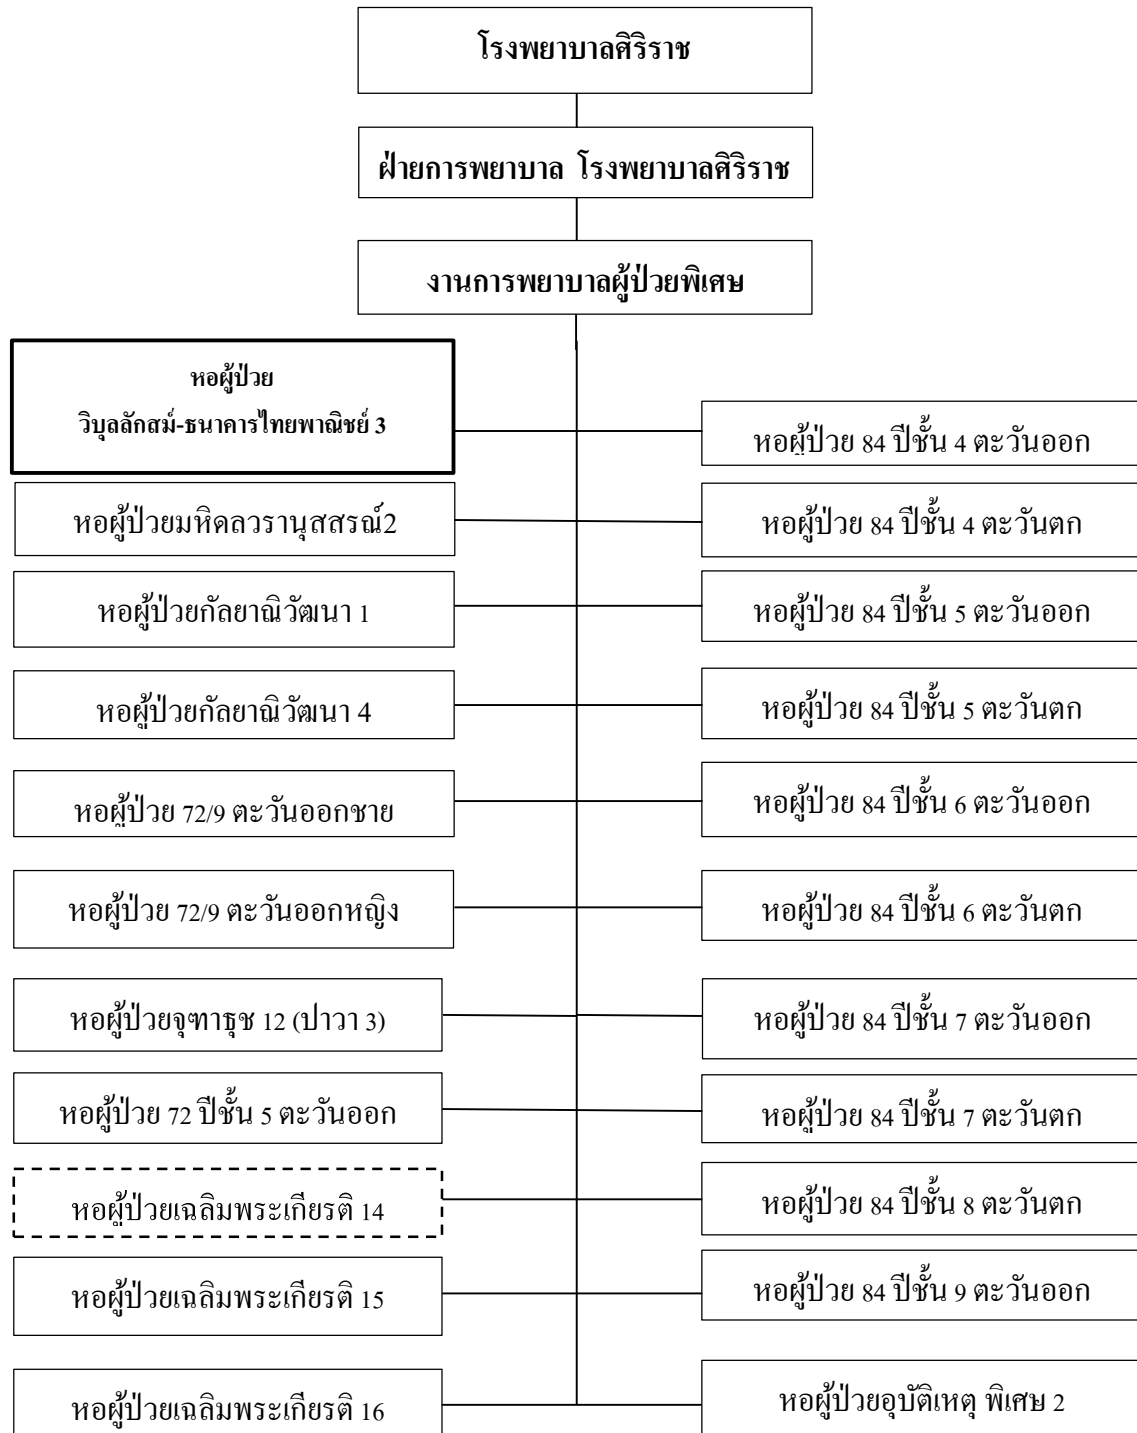 โรงพยาบาลศิริราช
ฝ่ายการพยาบาล โรงพยาบาลศิริราช
งานการพยาบาลผู้ป่วยพิเศษ
หอผู้ป่วย
วิบุลลักสม์-ธนาคารไทยพาณิชย์ 3
หอผู้ป่วย 84 ปีชั้น 4 ตะวันออก
หอผู้ป่วยมหิดลวรานุสสรณ์2
หอผู้ป่วย 84 ปีชั้น 4 ตะวันตก
หอผู้ป่วยกัลยาณิวัฒนา 1
หอผู้ป่วย 84 ปีชั้น 5 ตะวันออก
หอผู้ป่วยกัลยาณิวัฒนา 4
หอผู้ป่วย 84 ปีชั้น 5 ตะวันตก
หอผู้ป่วย 72/9 ตะวันออกชาย
หอผู้ป่วย 84 ปีชั้น 6 ตะวันออก
หอผู้ป่วย 72/9 ตะวันออกหญิง
หอผู้ป่วย 84 ปีชั้น 6 ตะวันตก
หอผู้ป่วยจุฑาธุช 12 (ปาวา 3)
หอผู้ป่วย 84 ปีชั้น 7 ตะวันออก
หอผู้ป่วย 72 ปีชั้น 5 ตะวันออก
หอผู้ป่วย 84 ปีชั้น 7 ตะวันตก
หอผู้ป่วยเฉลิมพระเกียรติ 14
หอผู้ป่วย 84 ปีชั้น 8 ตะวันตก
หอผู้ป่วยเฉลิมพระเกียรติ 15
หอผู้ป่วย 84 ปีชั้น 9 ตะวันออก
หอผู้ป่วยเฉลิมพระเกียรติ 16
หอผู้ป่วยอุบัติเหตุ พิเศษ 2